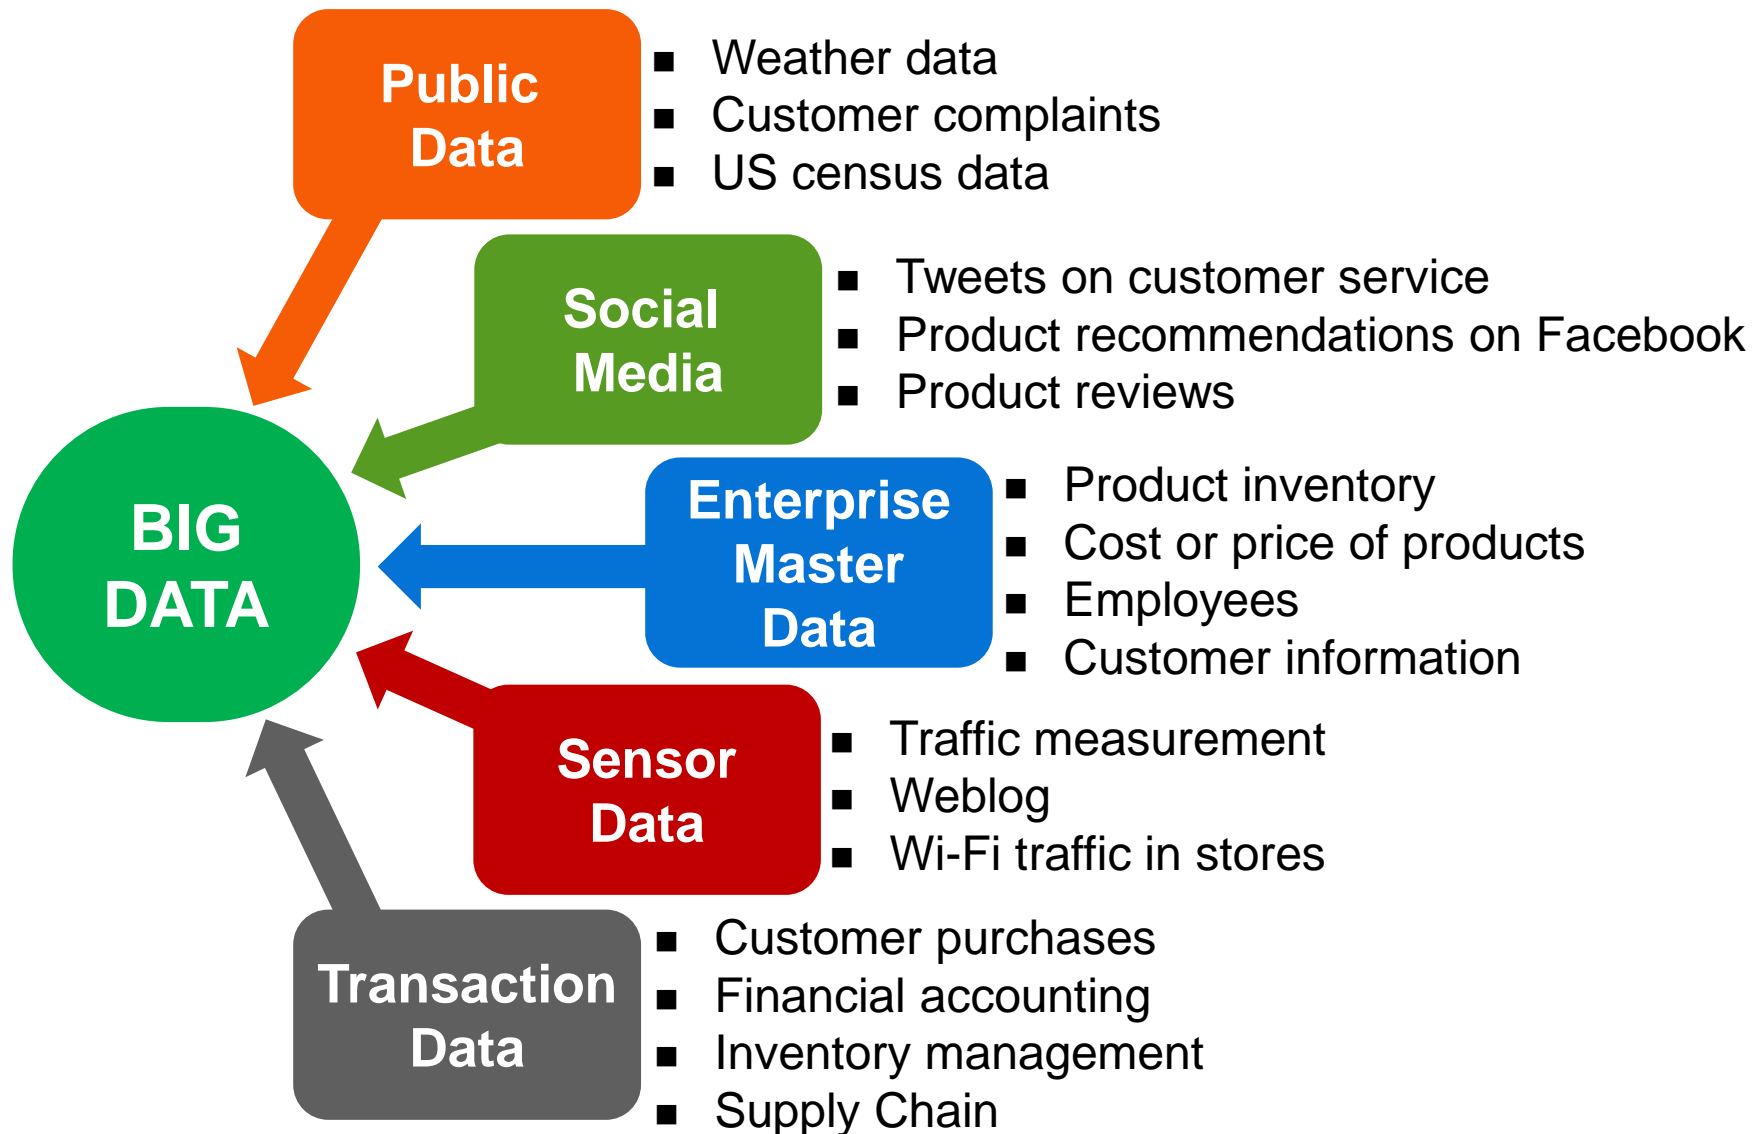 Public
Data
■ Weather data
■ Customer complaints
■ US census data
Social
Media
■ Tweets on customer service
■ Product recommendations on Facebook
■ Product reviews
BIG
DATA
Enterprise
Master
Data
■ Product inventory
■ Cost or price of products
■ Employees
■ Customer information
Sensor
Data
■ Traffic measurement
■ Weblog
■ Wi-Fi traffic in stores
Transaction
Data
■ Customer purchases
■ Financial accounting
■ Inventory management
■ Supply Chain